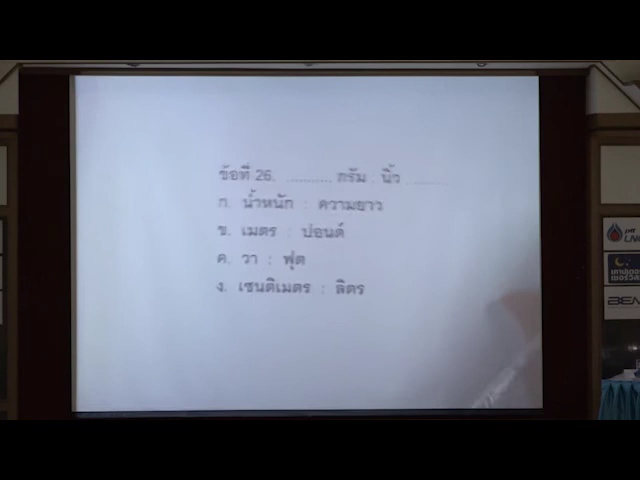 ข้อที่ 26. ............ กรัม : นิ้ว ............
ก. น้ำหนัก : ความยาว
ข. เมตร : ปอนด์
ค. วา : ฟุต
ง. เซนติเมตร : ลิตร